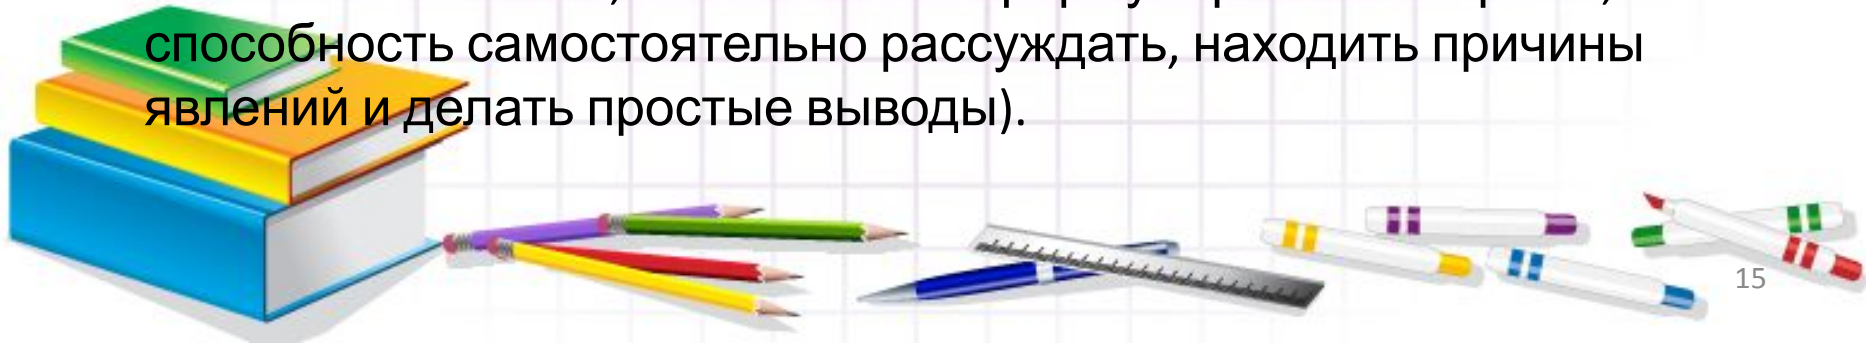 способность самостоятельно рассуждать, находить причины
явлений и делать простые выводы).
15